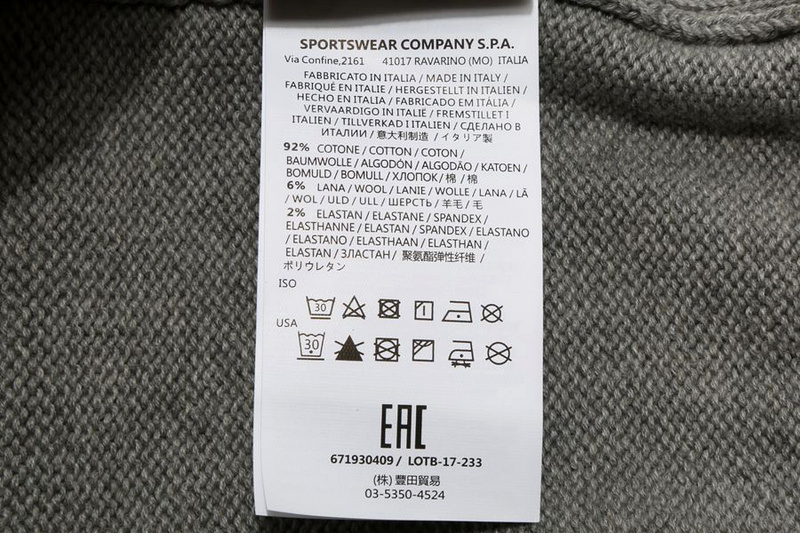 SPORTSWEAR COMPANY S.P.A.
Via Confine,2161 41017 RAVARINO (MO) ITALIA
FABBRICATO IN ITALIA / MADE IN ITALY /
FABRIQUÉ EN ITALIE / HERGESTELLT IN ITALIEN /
HECHO EN ITALIA / FABRICADO EM ITÁLIA /
VERVAARDIGO IN ITALIË / FREMSTILLET I
ITALIEN / TILLVERKAD I ITALIEN / СДЕЛАНО В
ИТАЛИИ / 意大利制造 / イタリア製
92% COTONE / COTTON / COTON /
BAUMWOLLE / ALGODÓN / ALGODÃO / KATOEN /
BOMULD / BOMULL / ХЛОПОК / 棉 / 棉
6% LANA / WOOL / LANIE / WOLLE / LANA / LÃ
/ WOL / ULD / ULL / ШЕРСТЬ / 羊毛 / 毛
2% ELASTAN / ELASTANE / SPANDEX /
ELASTHANNE / ELASTAN / SPANDEX / ELASTANO
/ ELASTANO / ELASTHAAN / ELASTHAN /
ELASTAN / ЭЛАСТАН / 聚氨酯弹性纤维 /
ポリウレタン
ISO
30
USA
30
EAC
671930409 / LOTB-17-233
(株) 豊田貿易
03-5350-4524